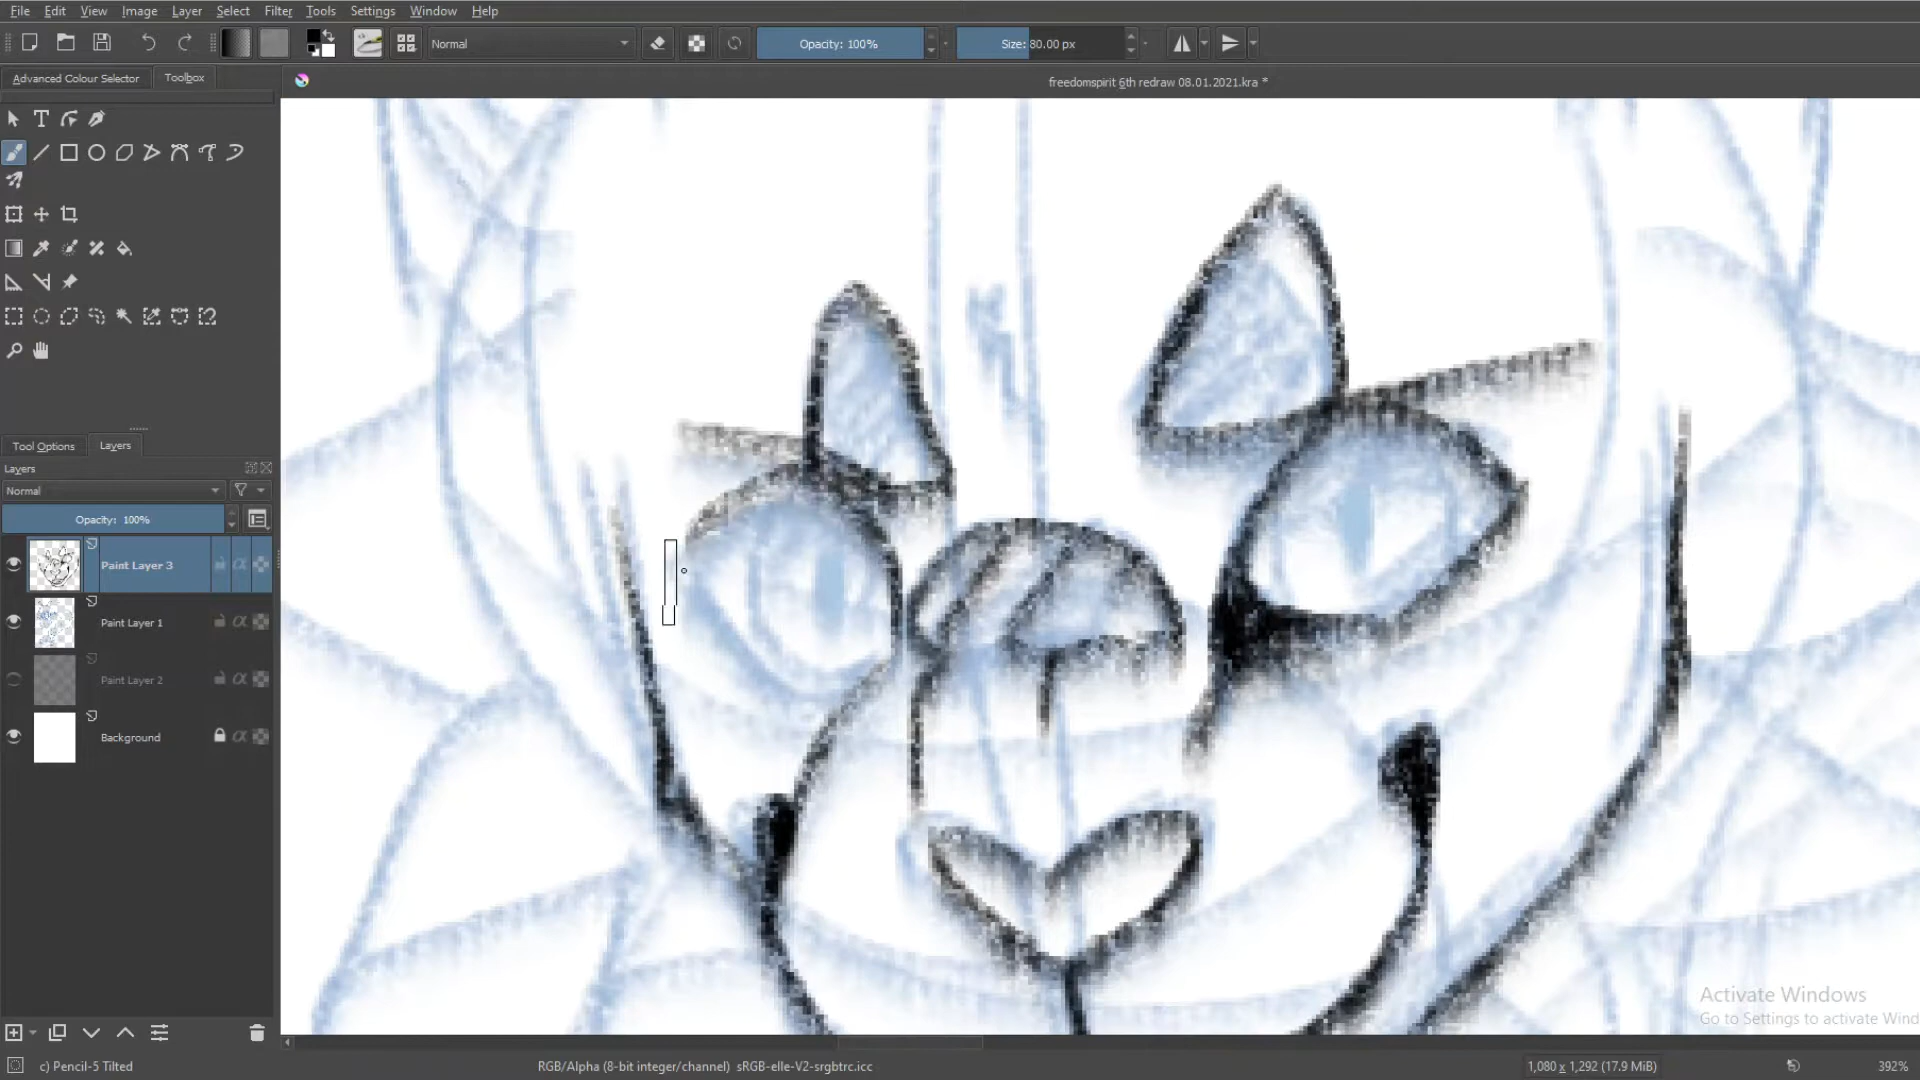 File Edit View Image Layer Select Filter Tools Settings Window Help
Normal Opacity: 100% Size: 80.00 px
Advanced Colour Selector Toolbox
freedomspirit 6th redraw 08.01.2021.kra *
Tool Options Layers
Layers
Normal
Opacity: 100%
Paint Layer 3
Paint Layer 1
Paint Layer 2
Background
Activate Windows
Go to Settings to activate Wind
c) Pencil-5 Tilted RGB/Alpha (8-bit integer/channel) sRGB-elle-V2-srgbtrc.icc 1,080 x 1,292 (17.9 MiB) 392%